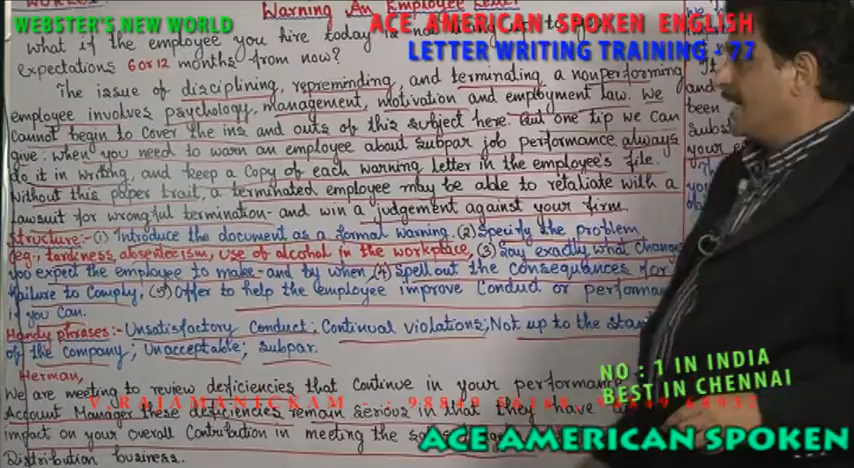 Warning An Employee Letter
WEBSTER'S NEW WORLD
ACE AMERICAN SPOKEN ENGLISH
LETTER WRITING TRAINING - 77
What if the employee you hire today is not up to your
expectations 6 or 12 months from now?
The issue of disciplining, repreminding, and terminating a nonperforming
employee involves psychology, management, motivation and employment law. We
cannot begin to cover the ins and outs of this subject here. But one tip we can
give: when you need to warn an employee about subpar job performance always
do it in writing, and keep a copy of each warning letter in the employee's file.
Without this paper trail, a terminated employee may be able to retaliate with a
lawsuit for wrongful termination - and win a judgement against your firm.
Structure:- (1) Introduce the document as a formal warning. (2) Specify the problem
(eg., tardiness, absenteeism, use of alcohol in the workplace, (3) Say exactly what change
you expect the employee to make - and by when (4) Spell out the consequences for
failure to comply, (5) Offer to help the employee improve conduct or performa
if you can.
Handy phrases:- Unsatisfactory conduct; Continual violations; Not up to the stan
of the company; Unacceptable; Subpar.
Herman,
We are meeting to review deficiencies that continue in your performance
Account Manager these deficiencies remain serious in that they have
impact on your overall contribution in meeting the
Distribution business.
V.RAJAMANICKAM
NO : 1 IN INDIA
BEST IN CHENNAI
ACE AMERICAN SPOKEN